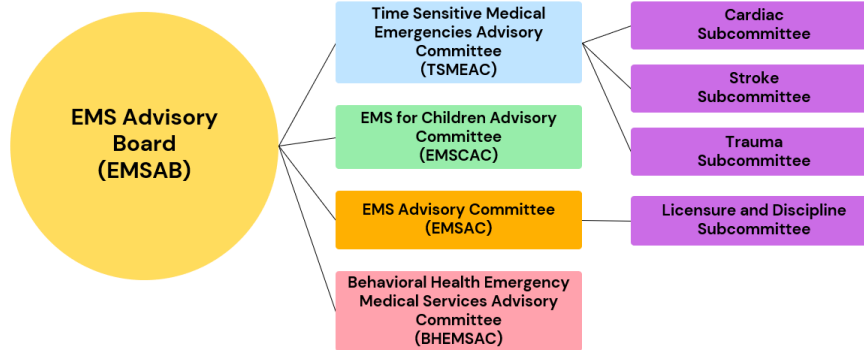 EMS Advisory
Board
(EMSAB)
Time Sensitive Medical
Emergencies Advisory
Committee
(TSMEAC)
EMS for Children Advisory
Committee
(EMSCAC)
EMS Advisory Committee
(EMSAC)
Behavioral Health Emergency
Medical Services Advisory
Committee
(BHEMSAC)
Cardiac
Subcommittee
Stroke
Subcommittee
Trauma
Subcommittee
Licensure and Discipline
Subcommittee